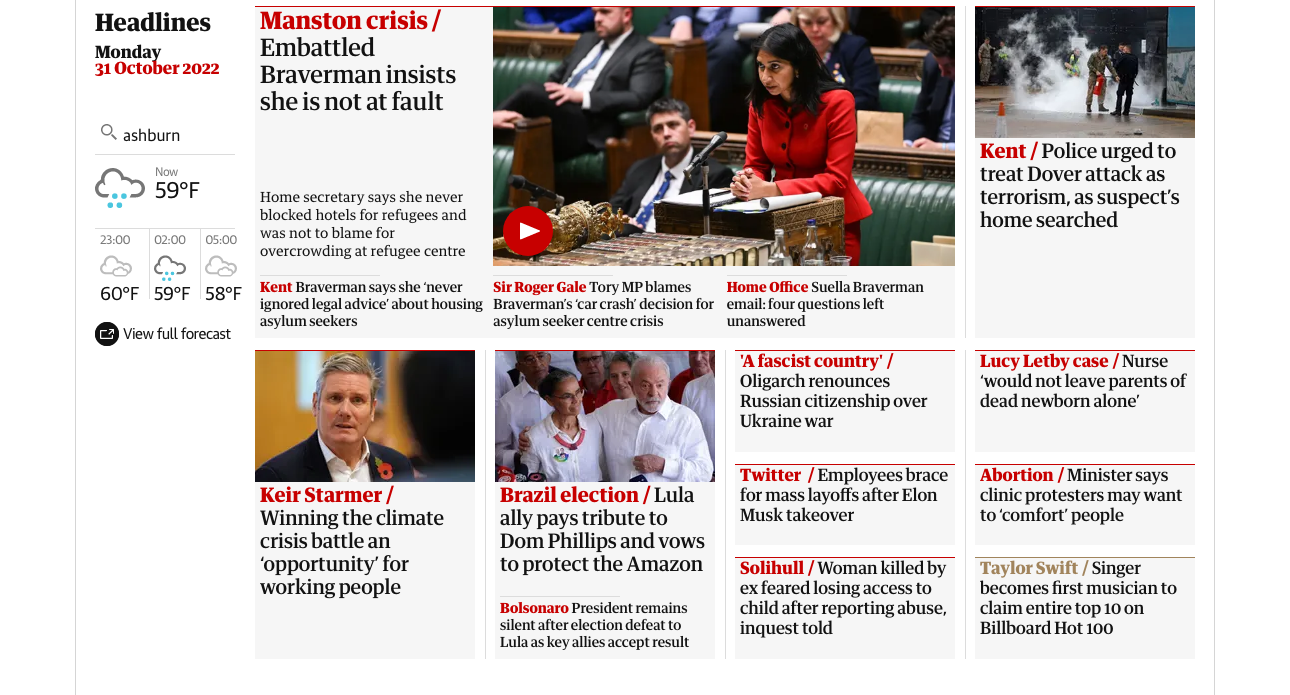 Headlines
Monday
31 October 2022
ashburn
Now
59°F
23:00
02:00
05:00
60°F
59°F
58°F
View full forecast
Manston crisis /
Embattled
Braverman insists
she is not at fault
Home secretary says she never
blocked hotels for refugees and
was not to blame for
overcrowding at refugee centre
Kent Braverman says she ‘never
ignored legal advice’ about housing
asylum seekers
Sir Roger Gale Tory MP blames
Braverman’s ‘car crash’ decision for
asylum seeker centre crisis
Home Office Suella Braverman
email: four questions left
unanswered
Kent / Police urged to
treat Dover attack as
terrorism, as suspect’s
home searched
Keir Starmer /
Winning the climate
crisis battle an
‘opportunity’ for
working people
Brazil election / Lula
ally pays tribute to
Dom Phillips and vows
to protect the Amazon
Bolsonaro President remains
silent after election defeat to
Lula as key allies accept result
'A fascist country' /
Oligarch renounces
Russian citizenship over
Ukraine war
Twitter / Employees brace
for mass layoffs after Elon
Musk takeover
Solihull / Woman killed by
ex feared losing access to
child after reporting abuse,
inquest told
Lucy Letby case / Nurse
‘would not leave parents of
dead newborn alone’
Abortion / Minister says
clinic protesters may want
to ‘comfort’ people
Taylor Swift / Singer
becomes first musician to
claim entire top 10 on
Billboard Hot 100